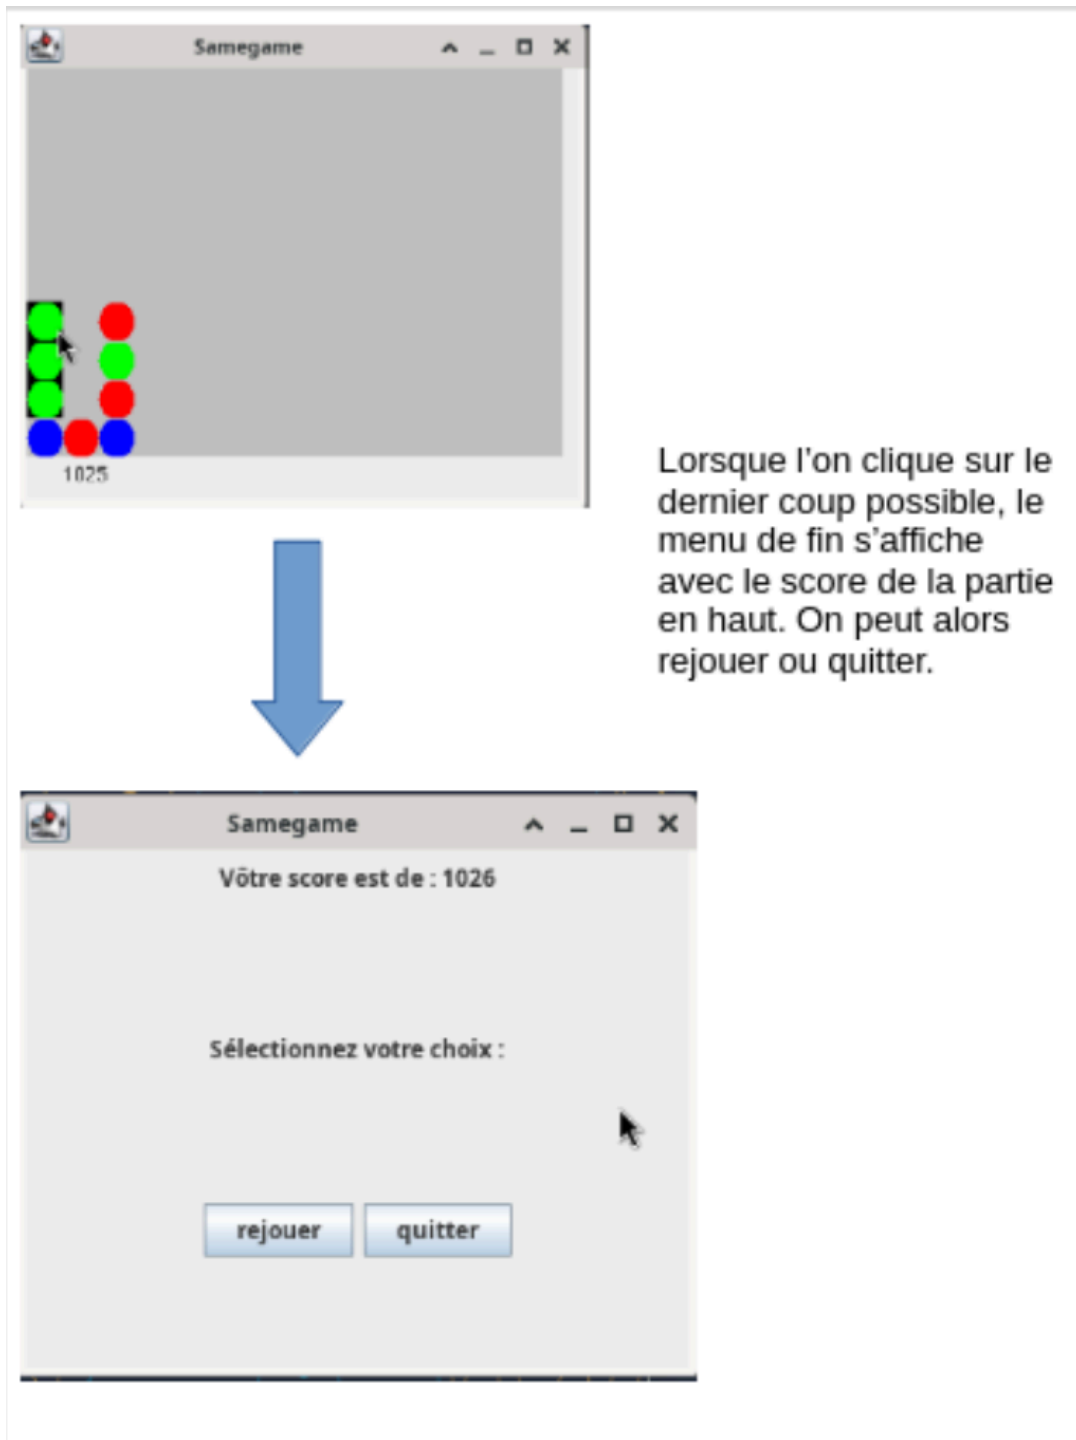 Samegame
1025
Lorsque l'on clique sur le
dernier coup possible, le
menu de fin s'affiche
avec le score de la partie
en haut. On peut alors
rejouer ou quitter.
Samegame
Vôtre score est de : 1026
Sélectionnez votre choix :
rejouer quitter